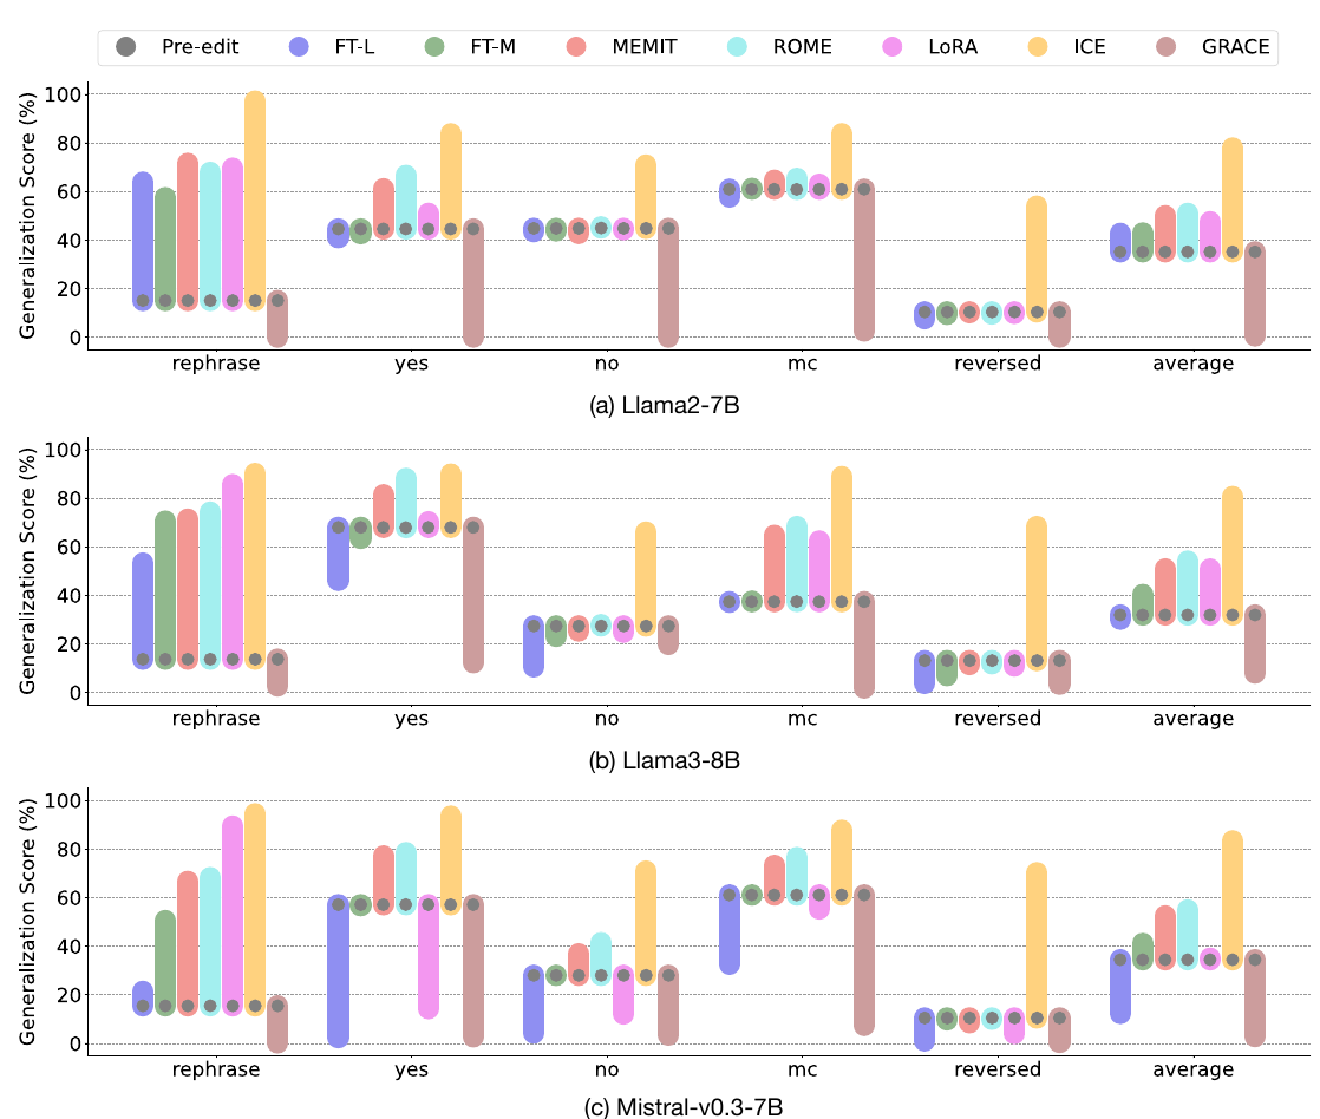 Pre-edit FT-L FT-M MEMIT ROME LoRA ICE GRACE
Generalization Score (%)
100
80
60
40
20
0
rephrase yes no mc reversed average
(a) Llama2-7B
Generalization Score (%)
100
80
60
40
20
0
rephrase yes no mc reversed average
(b) Llama3-8B
Generalization Score (%)
100
80
60
40
20
0
rephrase yes no mc reversed average
(c) Mistral-v0.3-7B